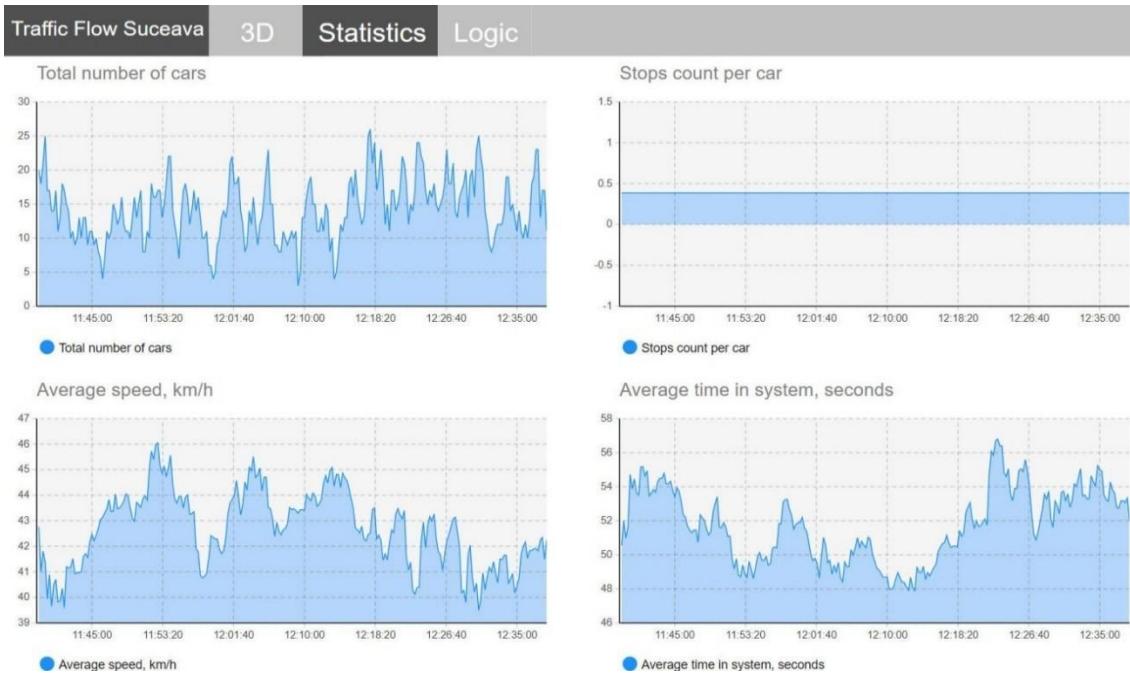 Traffic Flow Suceava 3D Statistics Logic
Total number of cars
30
25
20
15
10
5
0
11:45:00 11:53:20 12:01:40 12:10:00 12:18:20 12:26:40 12:35:00
Total number of cars
Stops count per car
1.5
1
0.5
0
-0.5
-1
11:45:00 11:53:20 12:01:40 12:10:00 12:18:20 12:26:40 12:35:00
Stops count per car
Average speed, km/h
47
46
45
44
43
42
41
40
39
11:45:00 11:53:20 12:01:40 12:10:00 12:18:20 12:26:40 12:35:00
Average speed, km/h
Average time in system, seconds
58
56
54
52
50
48
46
11:45:00 11:53:20 12:01:40 12:10:00 12:18:20 12:26:40 12:35:00
Average time in system, seconds